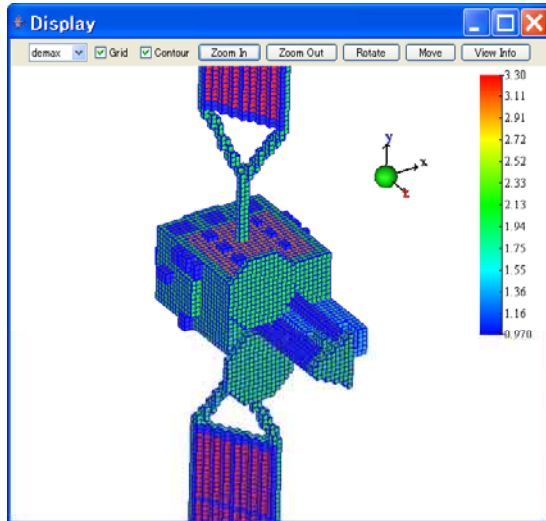 Display
demax Grid Contour Zoom In Zoom Out Rotate Move View Info
3.30
3.11
2.91
2.72
2.52
2.33
2.13
1.94
1.75
1.55
1.36
1.16
0.970
y
x
z